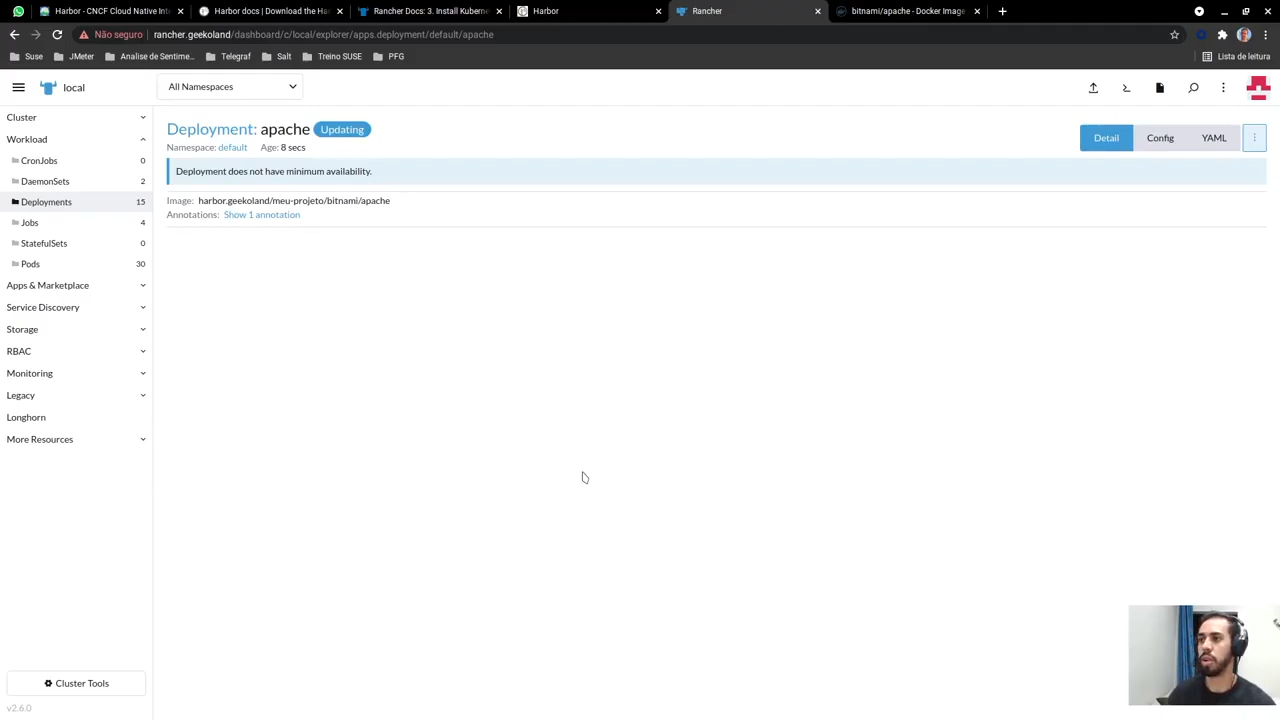 Harbor - CNCF Cloud Native Int
Harbor docs | Download the Ha
Rancher Docs: 3. Install Kubern
Harbor
Rancher
bitnami/apache - Docker Image
Não seguro
rancher.geekoland/dashboard/c/local/explorer/apps.deployment/default/apache
Suse
JMeter
Analise de Sentime...
Telegraf
Salt
Treino SUSE
PFG
Lista de leitura
local
All Namespaces
Cluster
Workload
CronJobs 0
DaemonSets 2
Deployments 15
Jobs 4
StatefulSets 0
Pods 30
Apps & Marketplace
Service Discovery
Storage
RBAC
Monitoring
Legacy
Longhorn
More Resources
Cluster Tools
v2.6.0
Deployment: apache Updating
Namespace: default Age: 8 secs
Detail Config YAML
Deployment does not have minimum availability.
Image: harbor.geekoland/meu-projeto/bitnami/apache
Annotations: Show 1 annotation